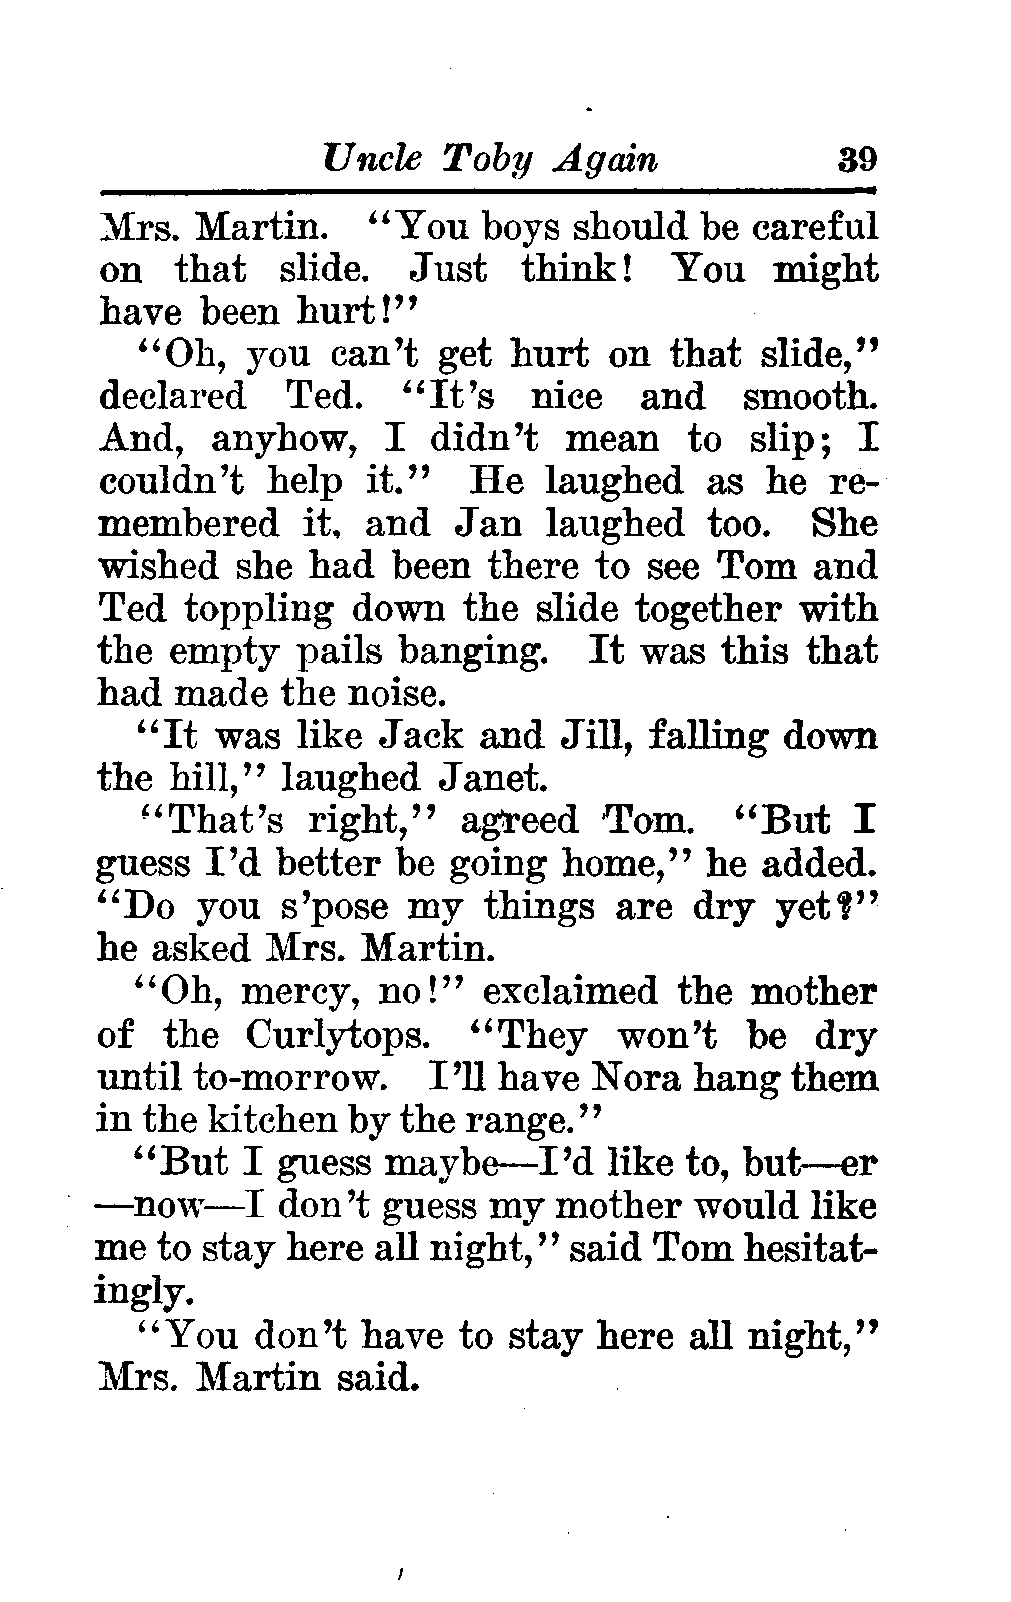 Uncle Toby Again 39
Mrs. Martin. "You boys should be careful
on that slide. Just think! You might
have been hurt!"
"Oh, you can't get hurt on that slide,"
declared Ted. "It's nice and smooth.
And, anyhow, I didn't mean to slip; I
couldn't help it." He laughed as he re-
membered it, and Jan laughed too. She
wished she had been there to see Tom and
Ted toppling down the slide together with
the empty pails banging. It was this that
had made the noise.
"It was like Jack and Jill, falling down
the hill," laughed Janet.
"That's right," agreed Tom. "But I
guess I'd better be going home," he added.
"Do you s'pose my things are dry yet?"
he asked Mrs. Martin.
"Oh, mercy, no!" exclaimed the mother
of the Curlytops. "They won't be dry
until to-morrow. I'll have Nora hang them
in the kitchen by the range."
"But I guess maybe—I'd like to, but—er
—now—I don't guess my mother would like
me to stay here all night," said Tom hesitat-
ingly.
"You don't have to stay here all night,"
Mrs. Martin said.